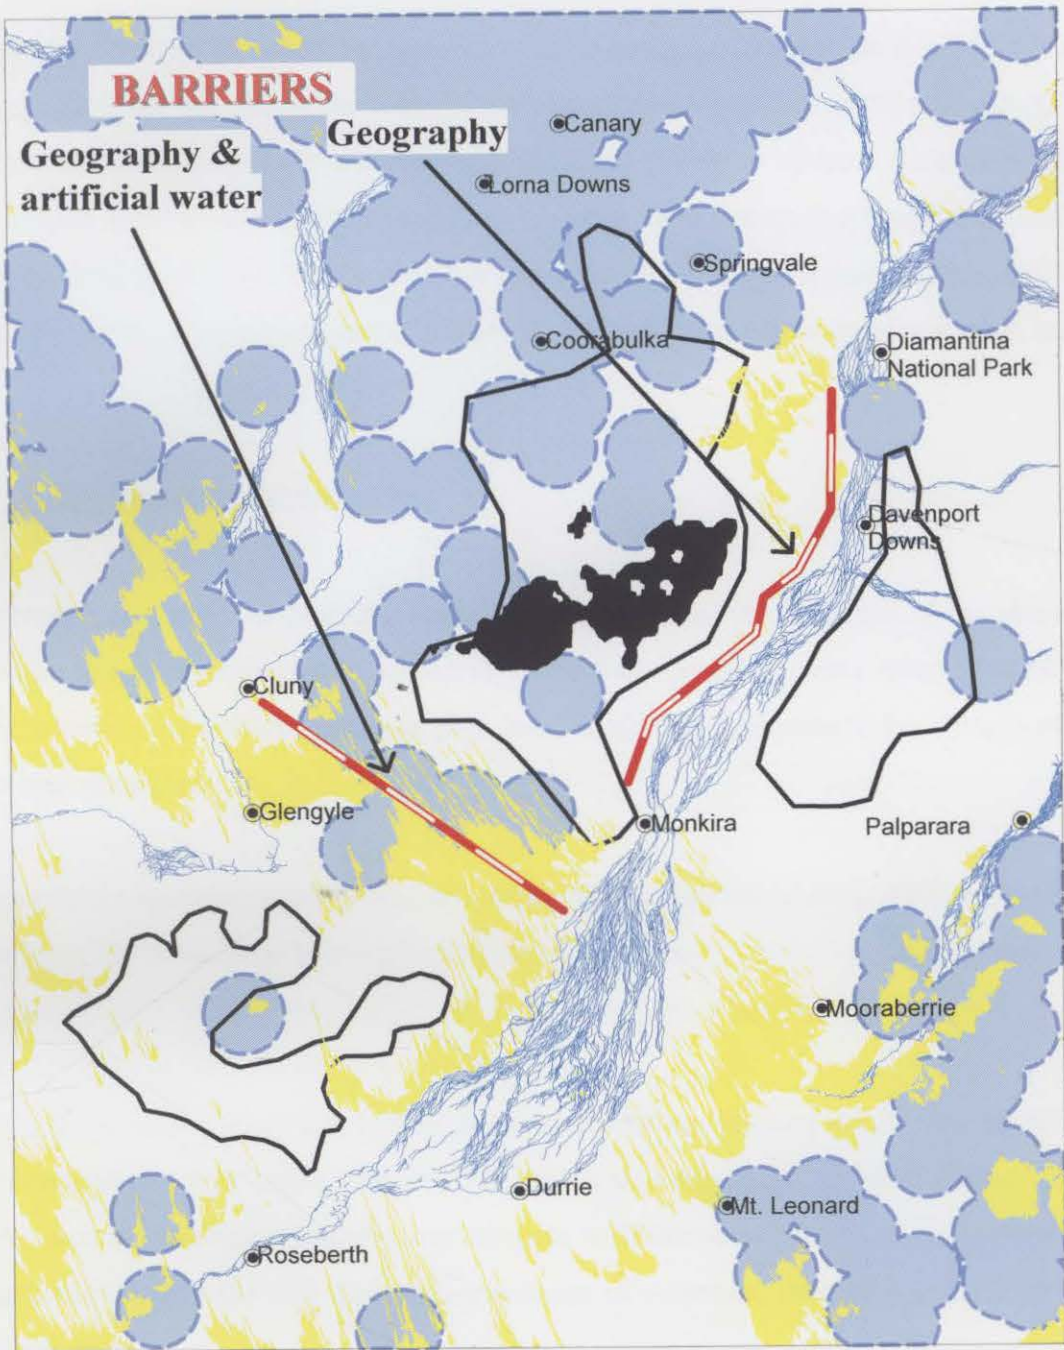 BARRIERS
Geography &
artificial water
Geography
Canary
Lorna Downs
Springvale
Coorabulka
Diamantina
National Park
Davenport
Downs
Cluny
Glengyle
Monkira
Palparara
Mooraberrie
Durrie
Mt. Leonard
Roseberth